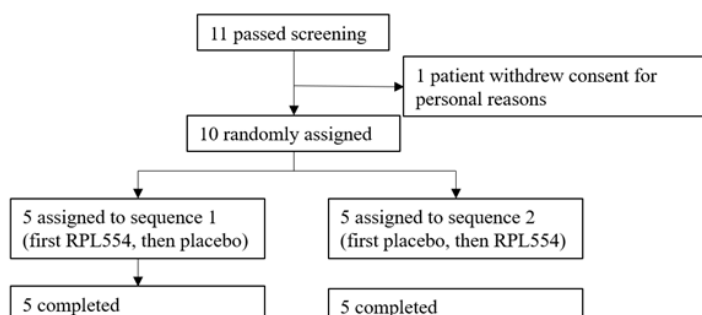 11 passed screening
1 patient withdrew consent for
personal reasons
10 randomly assigned
5 assigned to sequence 1
(first RPL554, then placebo)
5 assigned to sequence 2
(first placebo, then RPL554)
5 completed
5 completed